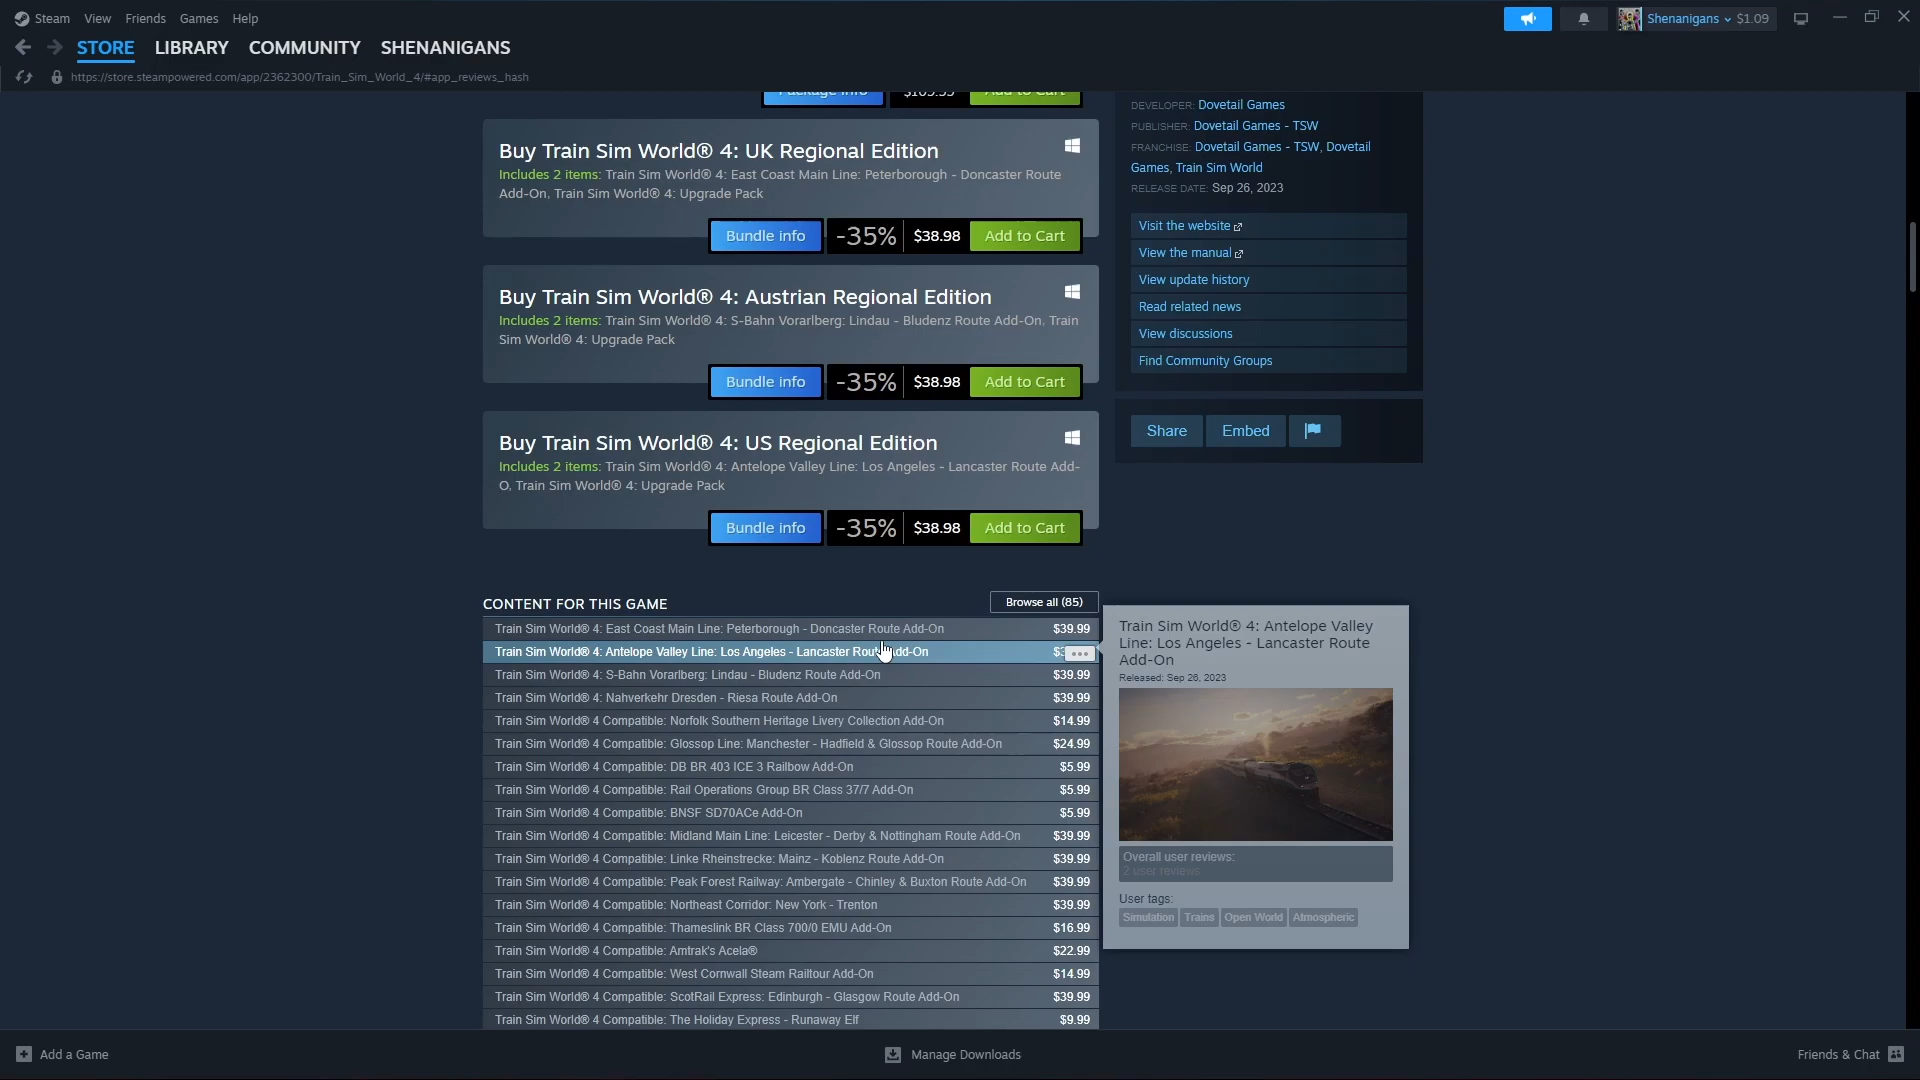 Steam View Friends Games Help
Shenanigans $1.09
STORE LIBRARY COMMUNITY SHENANIGANS
https://store.steampowered.com/app/2362300/Train_Sim_World_4/#app_reviews_hash
Package info $109.99 Add to Cart
Buy Train Sim World® 4: UK Regional Edition
Includes 2 items: Train Sim World® 4: East Coast Main Line: Peterborough - Doncaster Route
Add-On, Train Sim World® 4: Upgrade Pack
Bundle info -35% $38.98 Add to Cart
Buy Train Sim World® 4: Austrian Regional Edition
Includes 2 items: Train Sim World® 4: S-Bahn Vorarlberg: Lindau - Bludenz Route Add-On, Train
Sim World® 4: Upgrade Pack
Bundle info -35% $38.98 Add to Cart
Buy Train Sim World® 4: US Regional Edition
Includes 2 items: Train Sim World® 4: Antelope Valley Line: Los Angeles - Lancaster Route Add-
O, Train Sim World® 4: Upgrade Pack
Bundle info -35% $38.98 Add to Cart
DEVELOPER: Dovetail Games
PUBLISHER: Dovetail Games - TSW
FRANCHISE: Dovetail Games - TSW, Dovetail
Games, Train Sim World
RELEASE DATE: Sep 26, 2023
Visit the website
View the manual
View update history
Read related news
View discussions
Find Community Groups
Share Embed
CONTENT FOR THIS GAME Browse all (85)
Train Sim World® 4: East Coast Main Line: Peterborough - Doncaster Route Add-On $39.99
Train Sim World® 4: Antelope Valley Line: Los Angeles - Lancaster Route Add-On
Train Sim World® 4: S-Bahn Vorarlberg: Lindau - Bludenz Route Add-On $39.99
Train Sim World® 4: Nahverkehr Dresden - Riesa Route Add-On $39.99
Train Sim World® 4 Compatible: Norfolk Southern Heritage Livery Collection Add-On $14.99
Train Sim World® 4 Compatible: Glossop Line: Manchester - Hadfield & Glossop Route Add-On $24.99
Train Sim World® 4 Compatible: DB BR 403 ICE 3 Railbow Add-On $5.99
Train Sim World® 4 Compatible: Rail Operations Group BR Class 37/7 Add-On $5.99
Train Sim World® 4 Compatible: BNSF SD70ACe Add-On $5.99
Train Sim World® 4 Compatible: Midland Main Line: Leicester - Derby & Nottingham Route Add-On $39.99
Train Sim World® 4 Compatible: Linke Rheinstrecke: Mainz - Koblenz Route Add-On $39.99
Train Sim World® 4 Compatible: Peak Forest Railway: Ambergate - Chinley & Buxton Route Add-On $39.99
Train Sim World® 4 Compatible: Northeast Corridor: New York - Trenton $39.99
Train Sim World® 4 Compatible: Thameslink BR Class 700/0 EMU Add-On $16.99
Train Sim World® 4 Compatible: Amtrak's Acela® $22.99
Train Sim World® 4 Compatible: West Cornwall Steam Railtour Add-On $14.99
Train Sim World® 4 Compatible: ScotRail Express: Edinburgh - Glasgow Route Add-On $39.99
Train Sim World® 4 Compatible: The Holiday Express - Runaway Elf $9.99
Train Sim World® 4: Antelope Valley
Line: Los Angeles - Lancaster Route
Add-On
Released: Sep 26, 2023
Overall user reviews:
2 user reviews
User tags:
Simulation Trains Open World Atmospheric
Add a Game Manage Downloads Friends & Chat